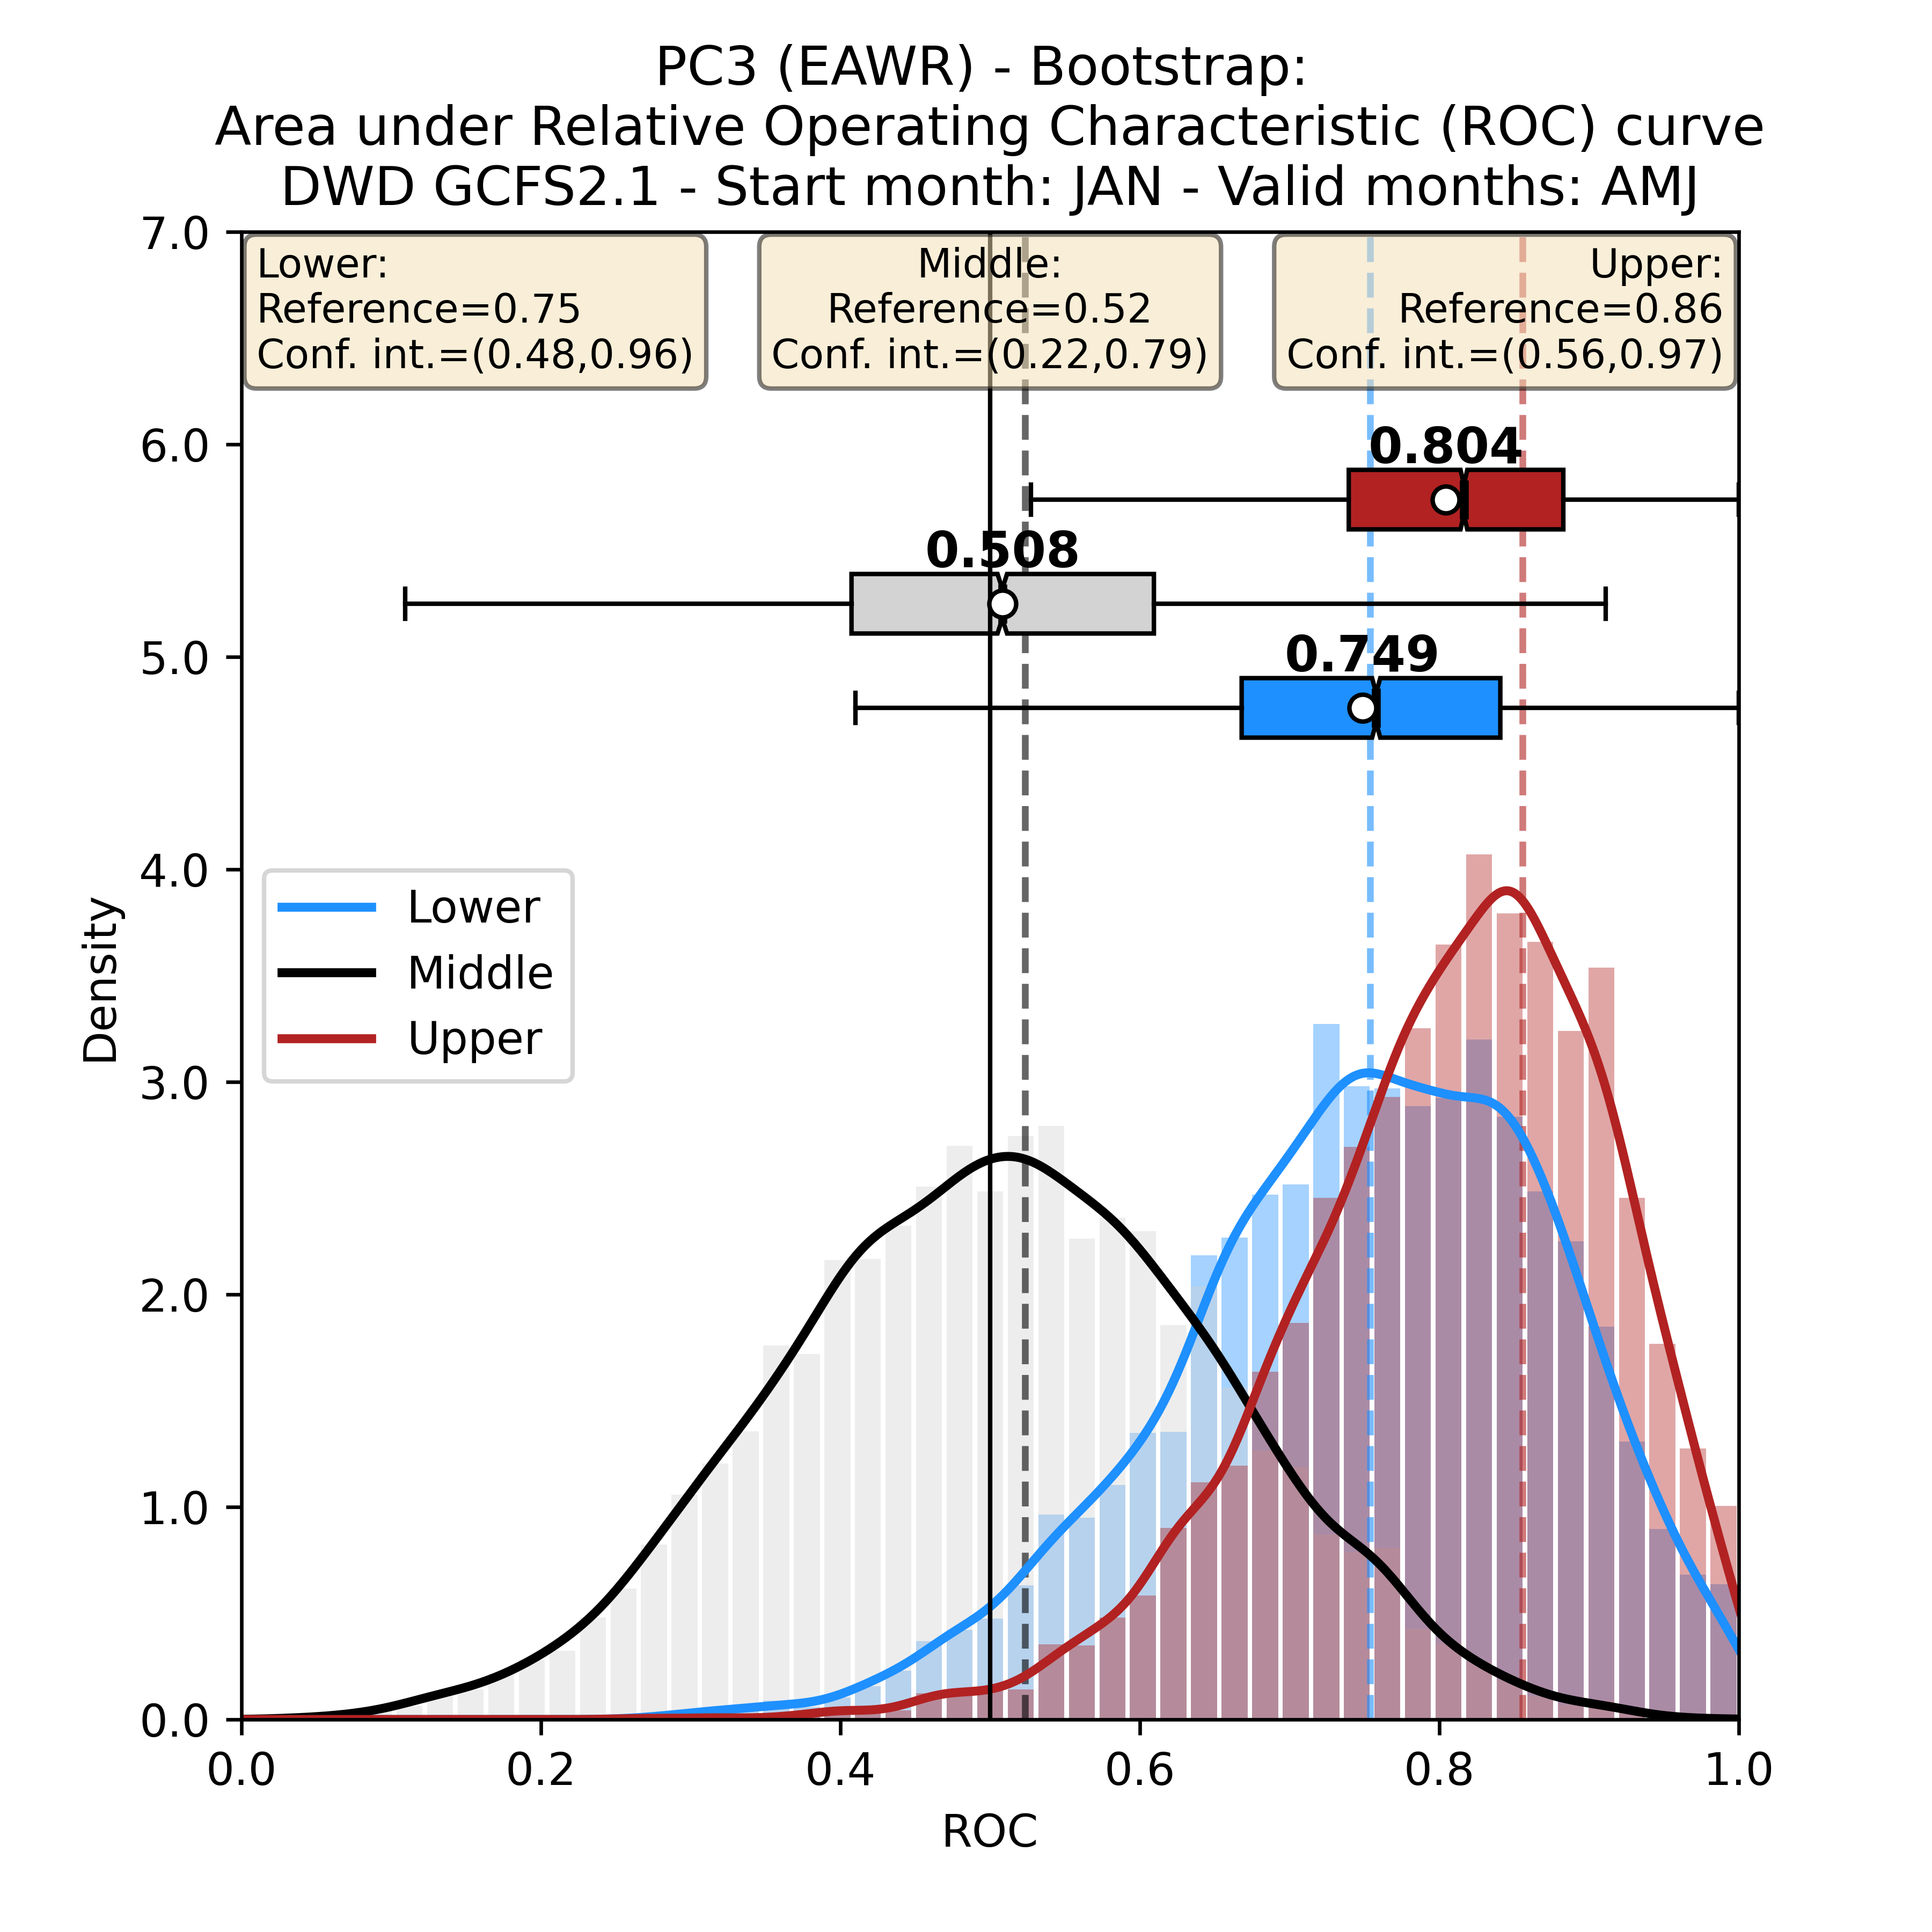 PC3 (EAWR) - Bootstrap:
Area under Relative Operating Characteristic (ROC) curve
DWD GCFS2.1 - Start month: JAN - Valid months: AMJ
Lower:
Reference=0.75
Conf. int.=(0.48,0.96)
Middle:
Reference=0.52
Conf. int.=(0.22,0.79)
Upper:
Reference=0.86
Conf. int.=(0.56,0.97)
0.804
0.508
0.749
Lower
Middle
Upper
Density
7.0
6.0
5.0
4.0
3.0
2.0
1.0
0.0
0.0
0.2
0.4
0.6
0.8
1.0
ROC